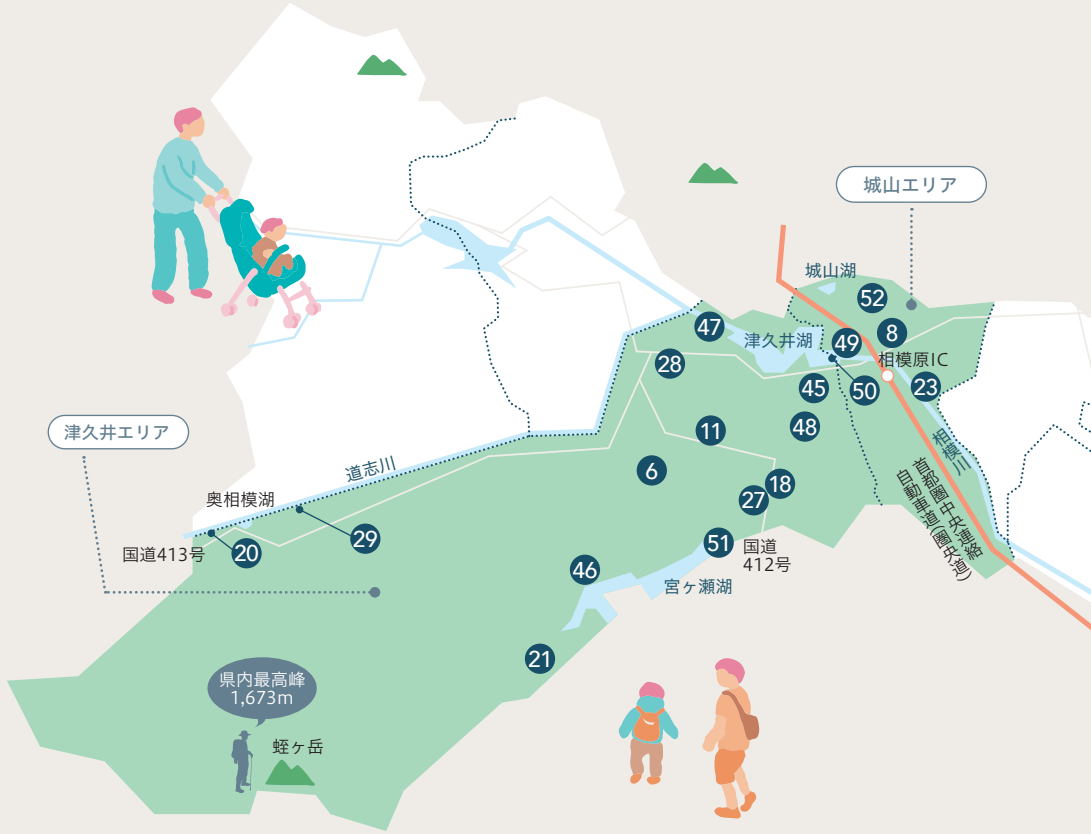 城山エリア
城山湖
52
47
津久井湖
49
8
相模原IC
28
45
50
23
津久井エリア
11
48
相模川
道志川
6
首都圏中央連絡
自動車道(圏央道)
18
奥相模湖
27
29
国道413号
20
51
国道
412号
46
宮ヶ瀬湖
21
県内最高峰
1,673m
蛭ヶ岳